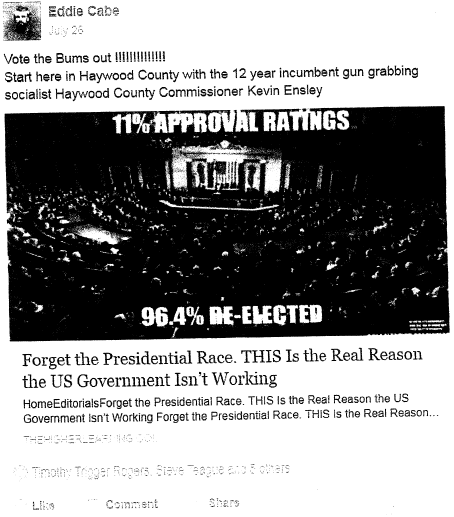 Eddie Cabe
July 26
Vote the Bums out !!!!!!!!!!!!!!
Start here in Haywood County with the 12 year incumbent gun grabbing
socialist Haywood County Commissioner Kevin Ensley
11% APPROVAL RATINGS
96.4% RE-ELECTED
Forget the Presidential Race. THIS Is the Real Reason
the US Government Isn't Working
HomeEditorialsForget the Presidential Race. THIS Is the Real Reason the US
Government Isn't Working Forget the Presidential Race. THIS Is the Real Reason...
Timothy Trigger Rogers, Steve Teague and 5 others
Like Comment Share